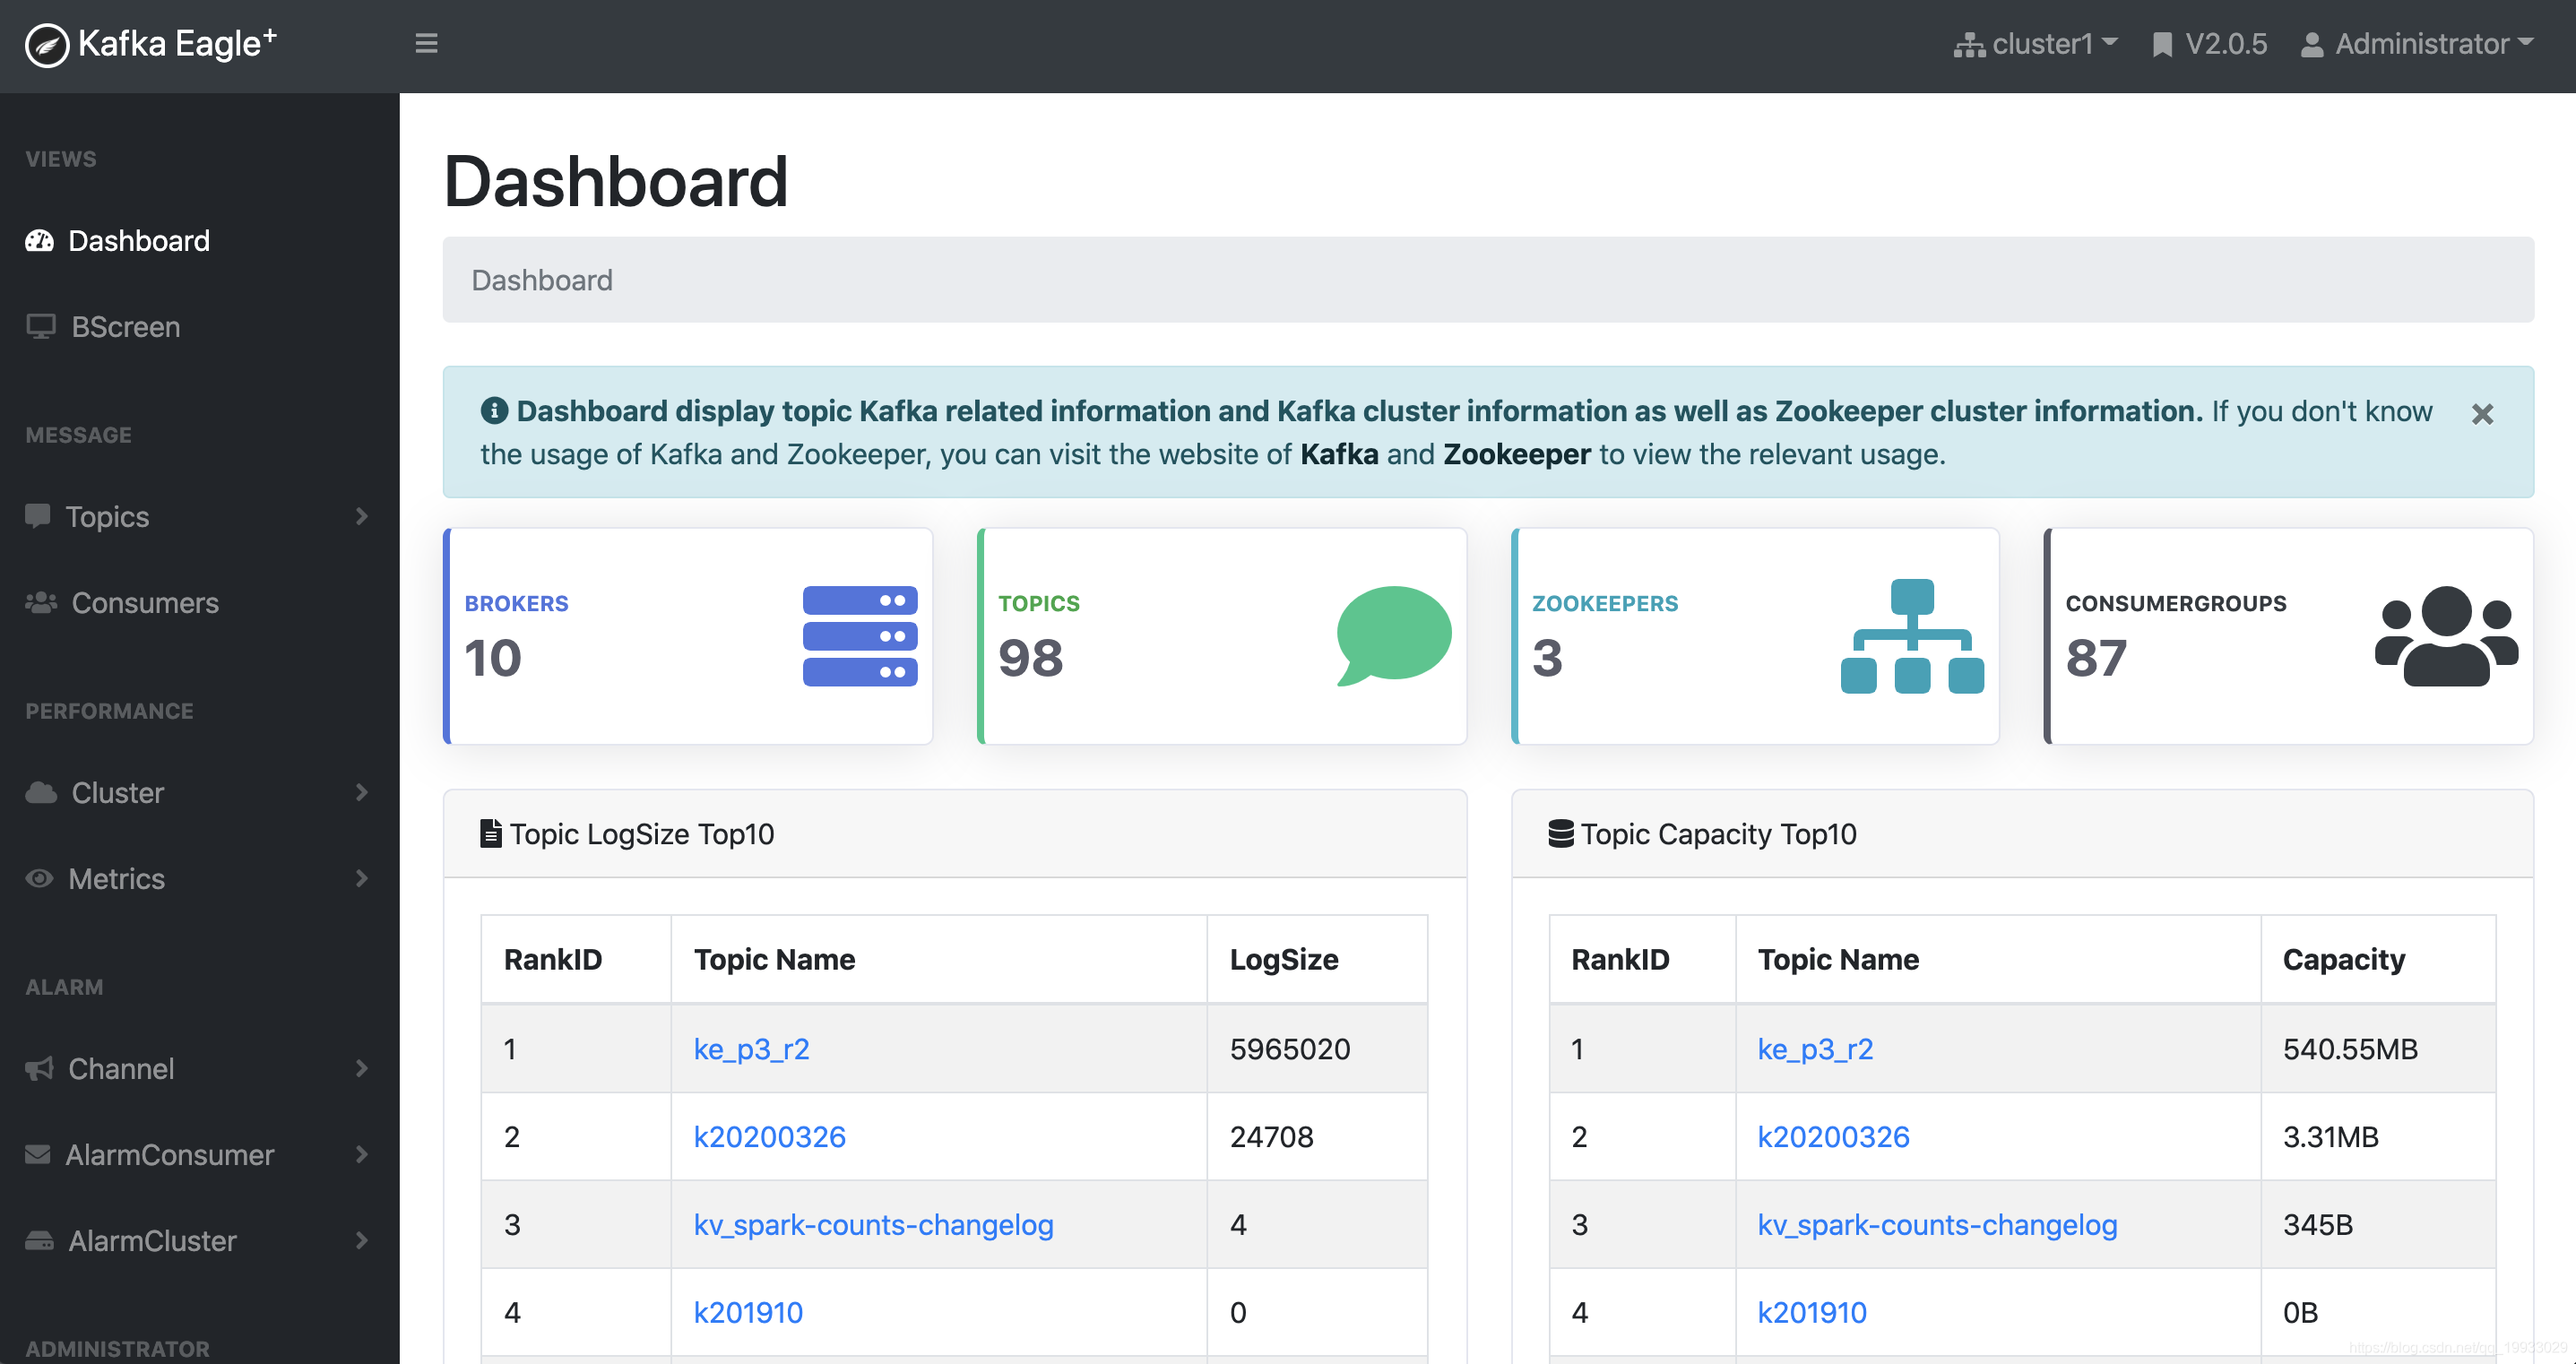 Kafka Eagle+
cluster1
V2.0.5
Administrator
VIEWS
Dashboard
BScreen
MESSAGE
Topics
Consumers
PERFORMANCE
Cluster
Metrics
ALARM
Channel
AlarmConsumer
AlarmCluster
ADMINISTRATOR
Dashboard
Dashboard
Dashboard display topic Kafka related information and Kafka cluster information as well as Zookeeper cluster information. If you don't know
the usage of Kafka and Zookeeper, you can visit the website of Kafka and Zookeeper to view the relevant usage.
BROKERS
10
TOPICS
98
ZOOKEEPERS
3
CONSUMERGROUPS
87
Topic LogSize Top10
RankID Topic Name LogSize
1 ke_p3_r2 5965020
2 k20200326 24708
3 kv_spark-counts-changelog 4
4 k201910 0
Topic Capacity Top10
RankID Topic Name Capacity
1 ke_p3_r2 540.55MB
2 k20200326 3.31MB
3 kv_spark-counts-changelog 345B
4 k201910 0B
https://blog.csdn.net/qq_19933029